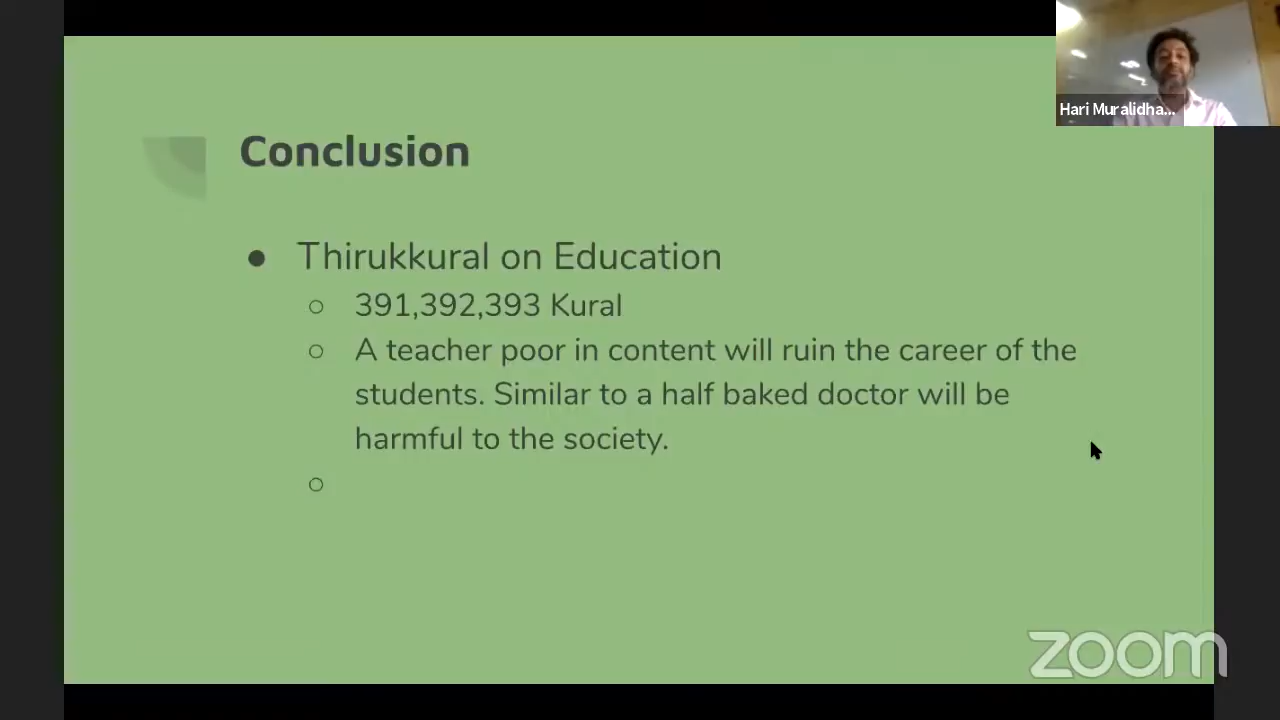 Hari Muralidha...
Conclusion
● Thirukkural on Education
○ 391,392,393 Kural
○ A teacher poor in content will ruin the career of the
students. Similar to a half baked doctor will be
harmful to the society.
○
zoom